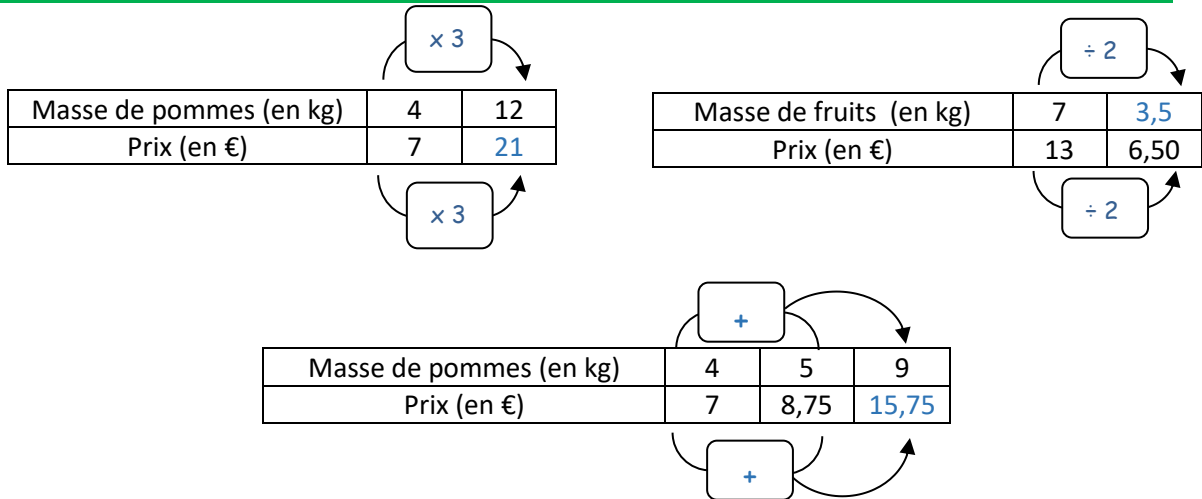 x 3
Masse de pommes (en kg) 4 12
Prix (en €) 7 21
x 3
÷ 2
Masse de fruits (en kg) 7 3,5
Prix (en €) 13 6,50
÷ 2
+
Masse de pommes (en kg) 4 5 9
Prix (en €) 7 8,75 15,75
+